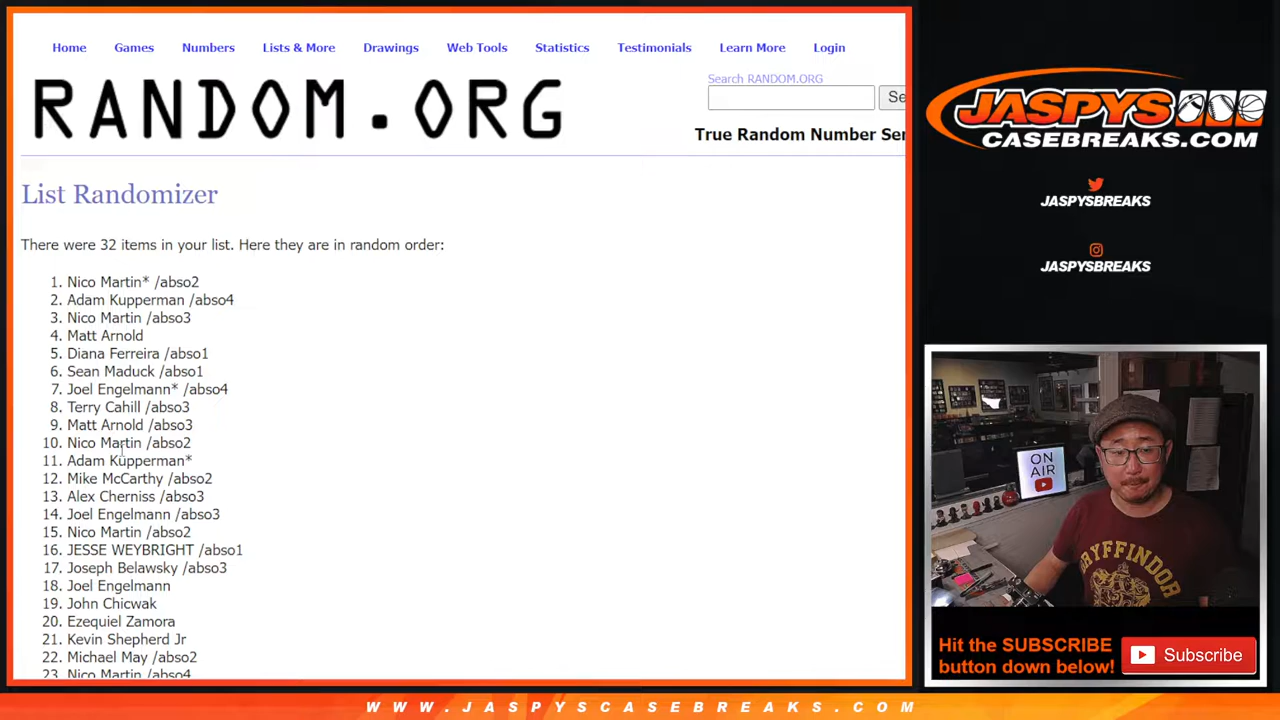 Home Games Numbers Lists & More Drawings Web Tools Statistics Testimonials Learn More Login
Search RANDOM.ORG
RANDOM.ORG
Se
True Random Number Ser
List Randomizer
There were 32 items in your list. Here they are in random order:
1. Nico Martin* /abso2
2. Adam Kupperman /abso4
3. Nico Martin /abso3
4. Matt Arnold
5. Diana Ferreira /abso1
6. Sean Maduck /abso1
7. Joel Engelmann* /abso4
8. Terry Cahill /abso3
9. Matt Arnold /abso3
10. Nico Martin /abso2
11. Adam Kupperman*
12. Mike McCarthy /abso2
13. Alex Cherniss /abso3
14. Joel Engelmann /abso3
15. Nico Martin /abso2
16. JESSE WEYBRIGHT /abso1
17. Joseph Belawsky /abso3
18. Joel Engelmann
19. John Chicwak
20. Ezequiel Zamora
21. Kevin Shepherd Jr
22. Michael May /abso2
23. Nico Martin /abso4
JASPYS
CASEBREAKS.COM
JASPYSBREAKS
JASPYSBREAKS
ON
AIR
GRYFFINDOR
Hit the SUBSCRIBE
button down below!
Subscribe
WWW.JASPYSCASEBREAKS.COM